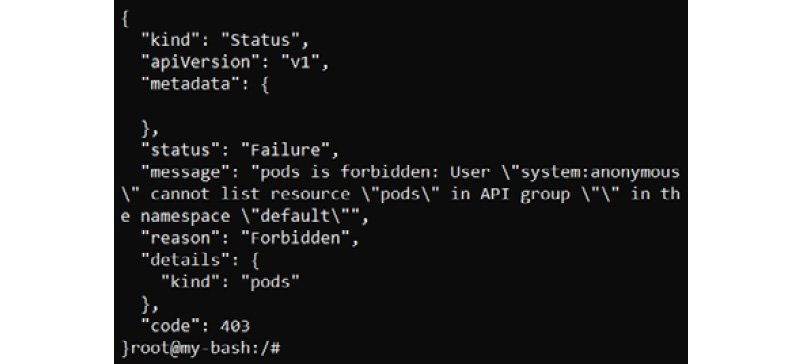 {
  "kind": "Status",
  "apiVersion": "v1",
  "metadata": {

  },
  "status": "Failure",
  "message": "pods is forbidden: User \"system:anonymous
\" cannot list resource \"pods\" in API group \"\" in th
e namespace \"default\"",
  "reason": "Forbidden",
  "details": {
    "kind": "pods"
  },
  "code": 403
}root@my-bash:/#